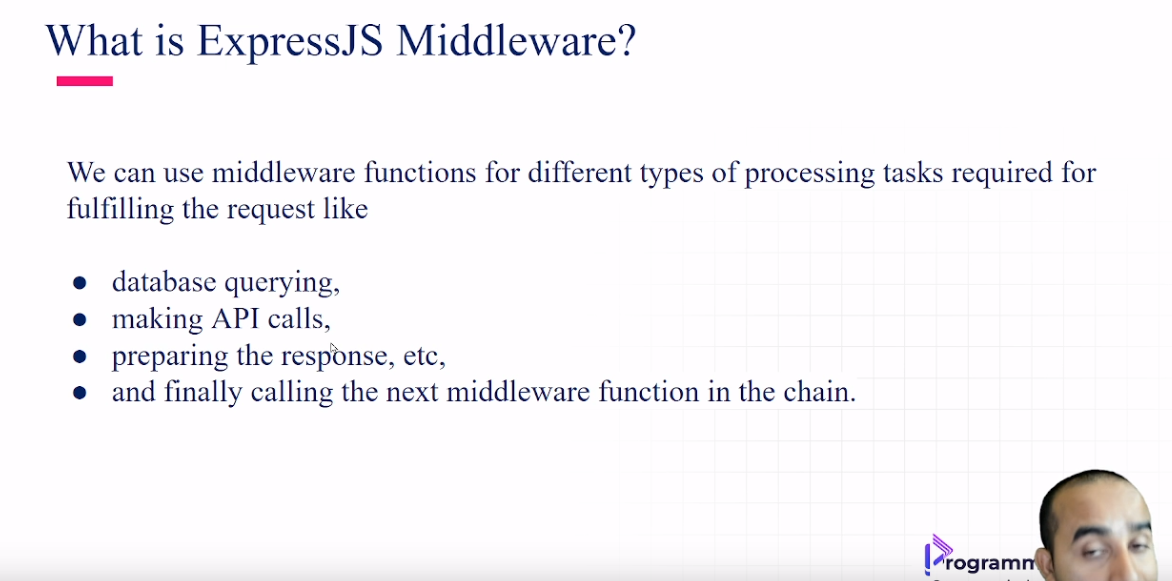 What is ExpressJS Middleware?
We can use middleware functions for different types of processing tasks required for
fulfilling the request like
● database querying,
● making API calls,
● preparing the response, etc,
● and finally calling the next middleware function in the chain.